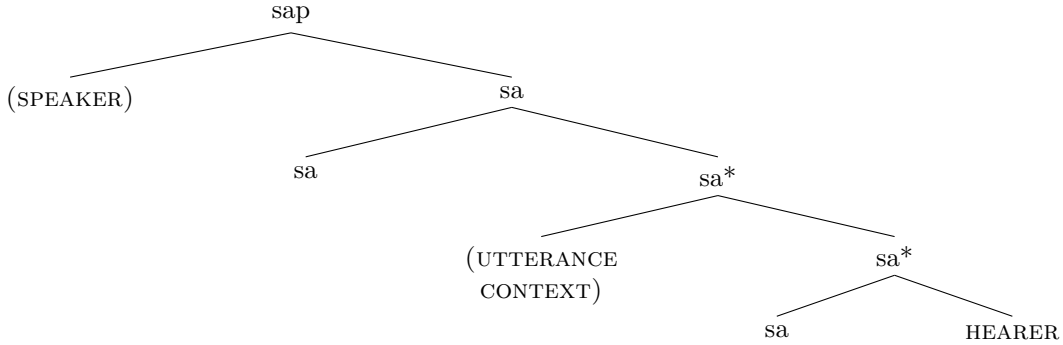 sap
(SPEAKER)
sa
sa
sa*
(UTTERANCE
CONTEXT)
sa*
sa
HEARER